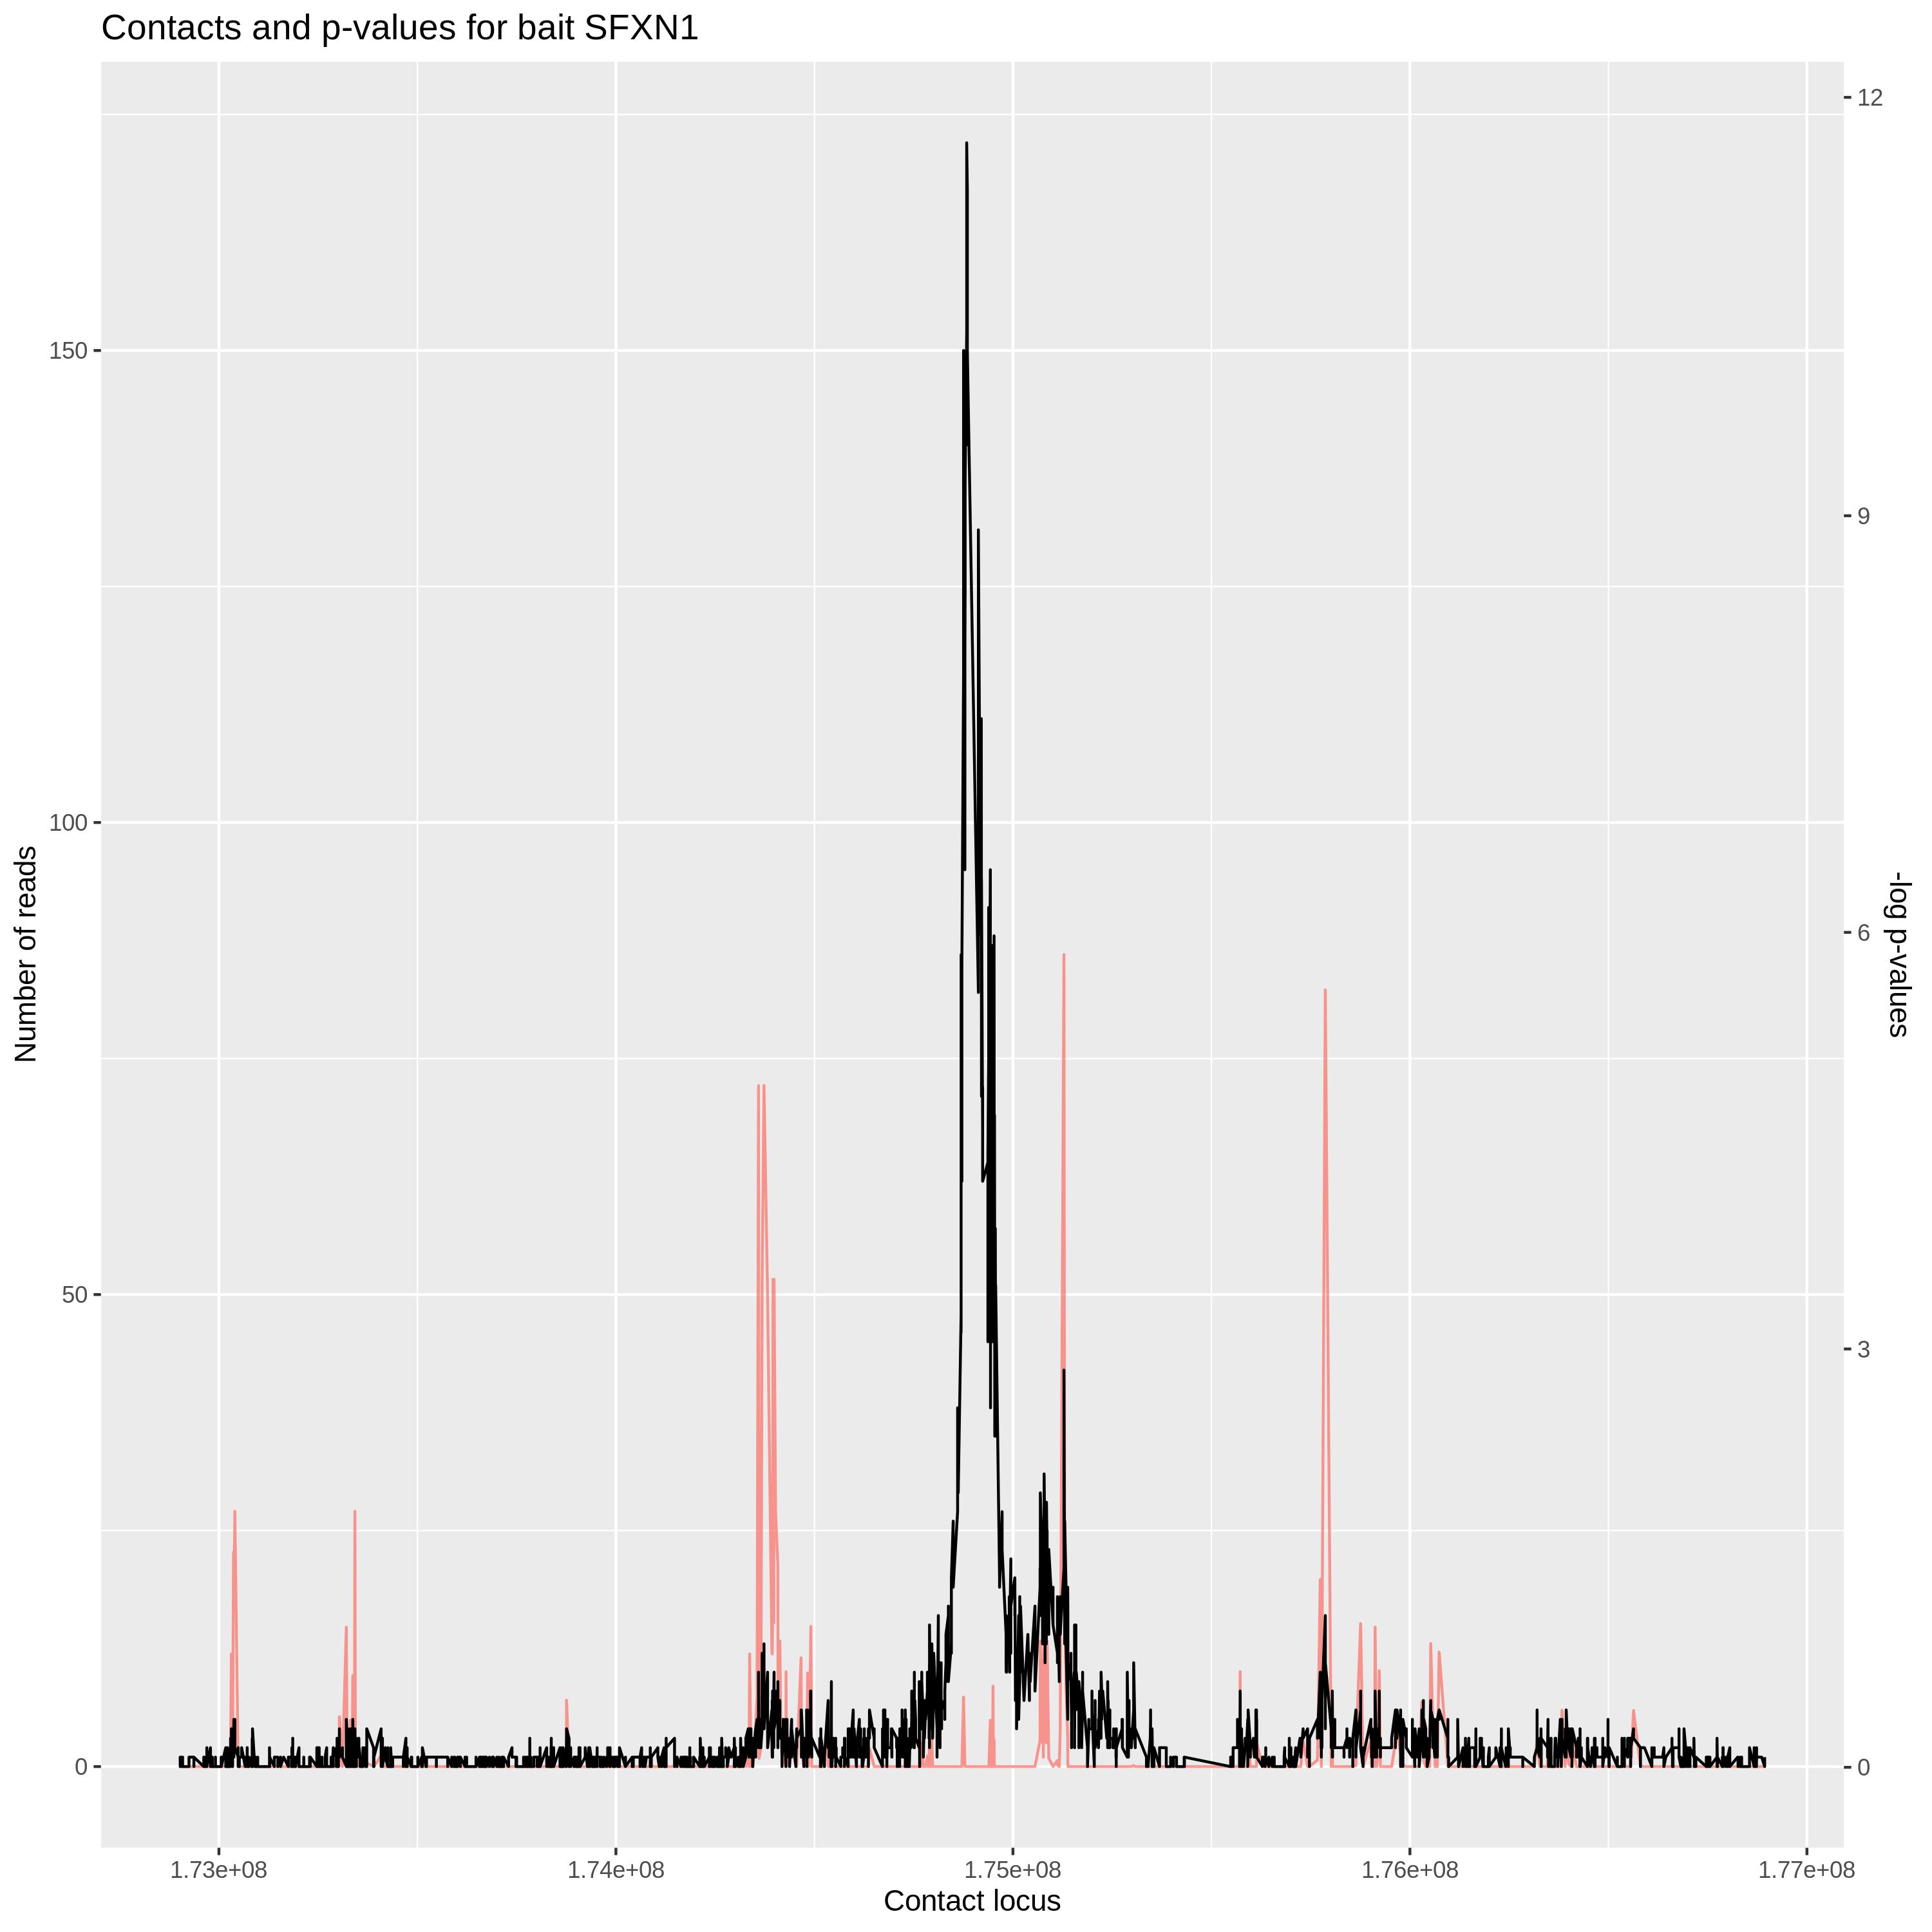 Contacts and p-values for bait SFXN1
Number of reads
150
100
50
0
12
9
6
3
0
-log p-values
1.73e+08
1.74e+08
1.75e+08
1.76e+08
1.77e+08
Contact locus